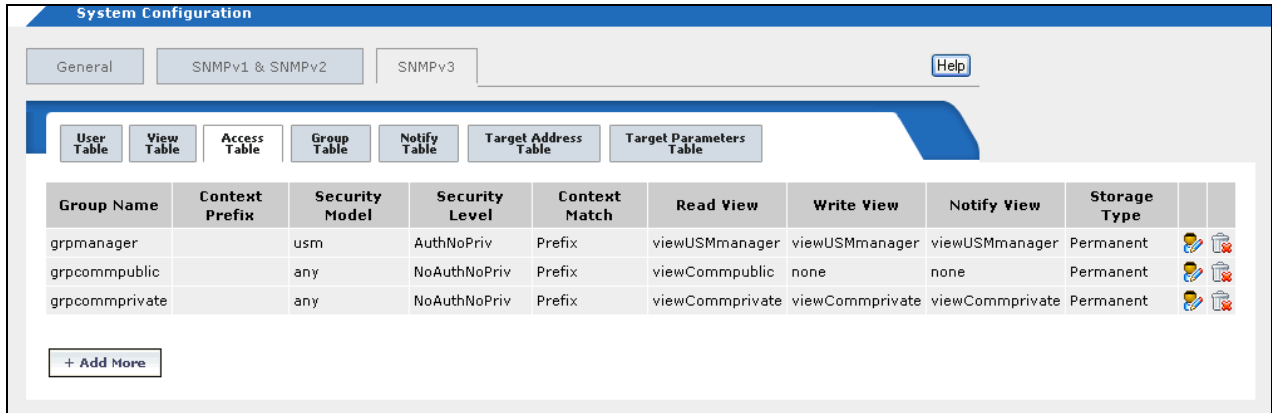 System Configuration
General SNMPv1 & SNMPv2 SNMPv3 Help
User Table View Table Access Table Group Table Notify Table Target Address Table Target Parameters Table
Group Name Context Prefix Security Model Security Level Context Match Read View Write View Notify View Storage Type
grpmanager usm AuthNoPriv Prefix viewUSMmanager viewUSMmanager viewUSMmanager Permanent
grpcommpublic any NoAuthNoPriv Prefix viewCommpublic none none Permanent
grpcommprivate any NoAuthNoPriv Prefix viewCommprivate viewCommprivate viewCommprivate Permanent
+ Add More